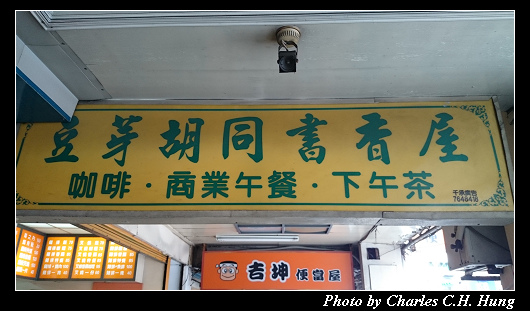 豆芽胡同書香屋
咖啡·商業午餐·下午茶
7648418
吉坤 便當屋
Photo by Charles C.H. Hung